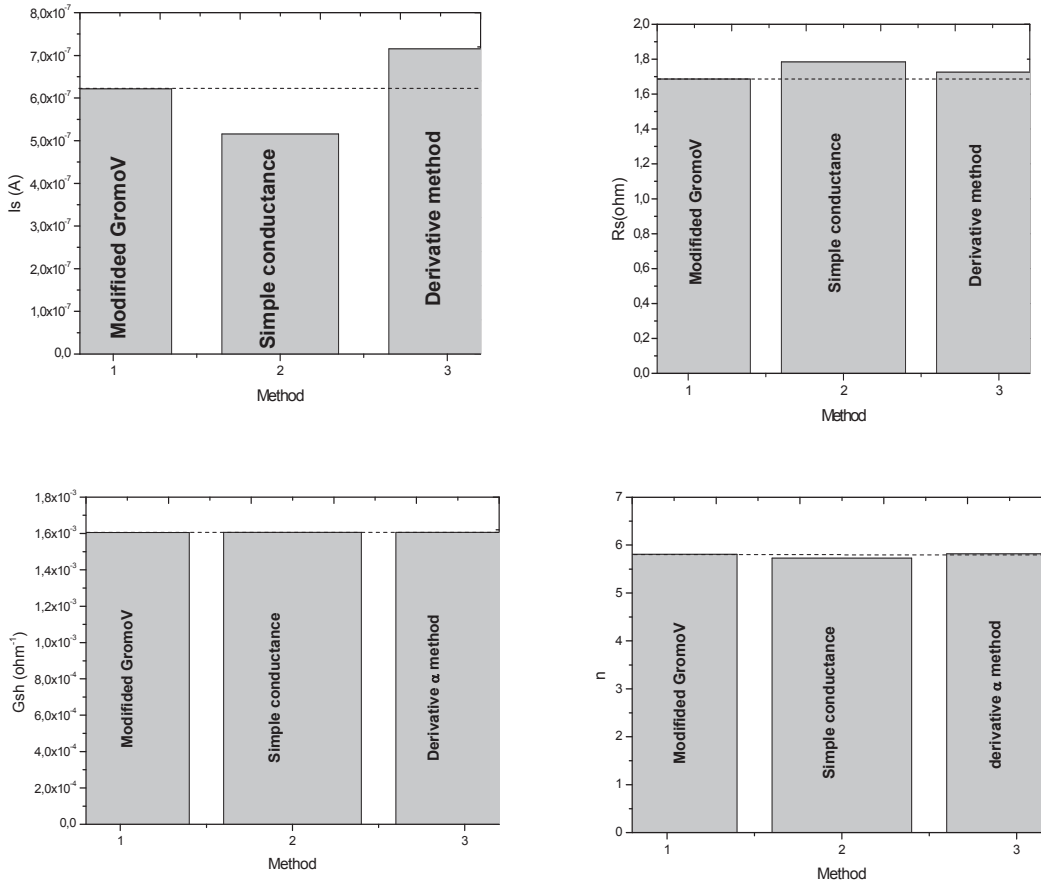 8,0x10-7
7,0x10-7
6,0x10-7
5,0x10-7
4,0x10-7
3,0x10-7
2,0x10-7
1,0x10-7
0,0
Is (A)
Modifided GromoV
Simple conductance
Derivative method
1 2 3
Method
2,0
1,8
1,6
1,4
1,2
1,0
0,8
0,6
0,4
0,2
0,0
Rs(ohm)
Modifided GromoV
Simple conductance
Derivative method
1 2 3
Method
1,8x10-3
1,6x10-3
1,4x10-3
1,2x10-3
1,0x10-3
8,0x10-4
6,0x10-4
4,0x10-4
2,0x10-4
0,0
Gsh (ohm-1)
Modifided GromoV
Simple conductance
Derivative α method
1 2 3
Method
7
6
5
4
3
2
1
0
n
Modifided GromoV
Simple conductance
derivative α method
1 2 3
Method